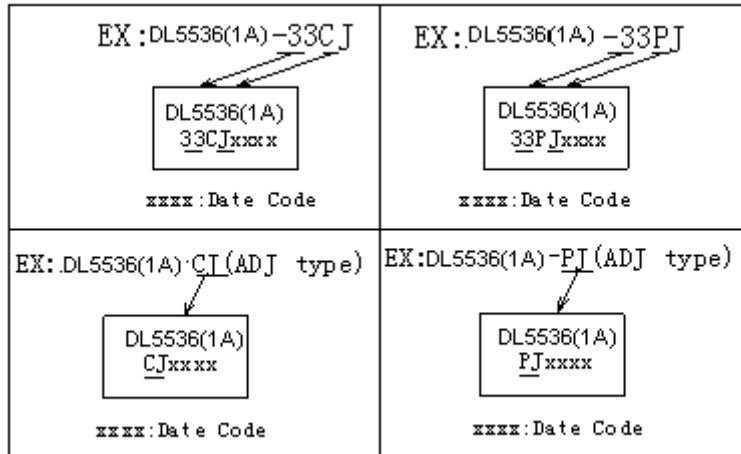 EX:DL5536(1A)-33CJ
DL5536(1A)
33CJxxxx
xxxx:Date Code
EX:.DL5536(1A)-33PJ
DL5536(1A)
33PJxxxx
xxxx:Date Code
EX:.DL5536(1A)·CJ(ADJ type)
DL5536(1A)
CJxxxx
xxxx:Date Code
EX:DL5536(1A)-PJ(ADJ type)
DL5536(1A)
PJxxxx
xxxx:Date Code